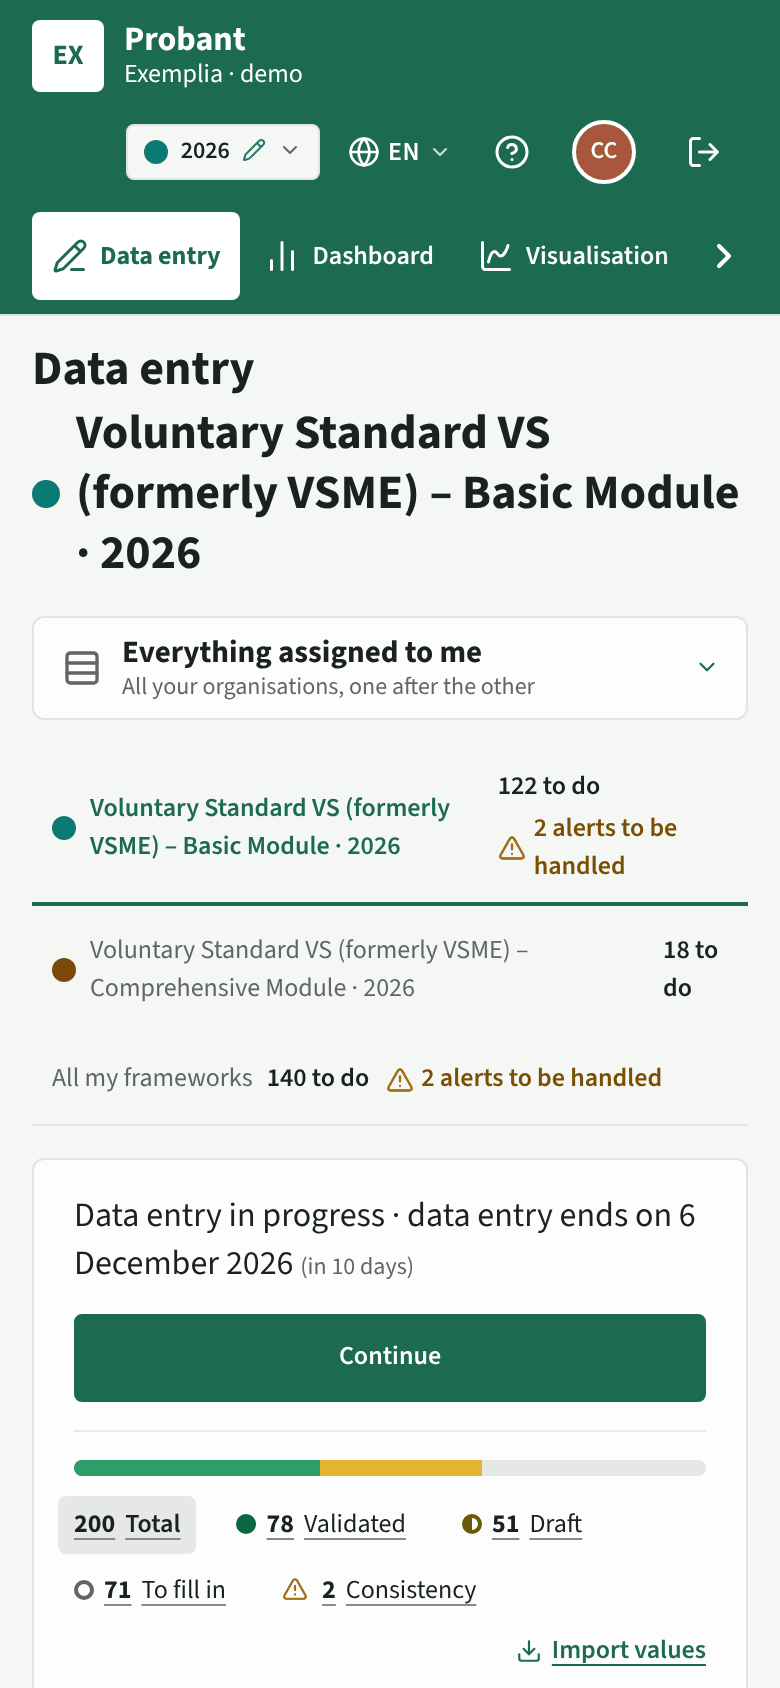 EX
Probant
Exemplia · demo
2026
EN
CC
Data entry
Dashboard
Visualisation
Data entry
Voluntary Standard VS
(formerly VSME) – Basic Module
· 2026
Everything assigned to me
All your organisations, one after the other
Voluntary Standard VS (formerly
VSME) – Basic Module · 2026
122 to do
2 alerts to be
handled
Voluntary Standard VS (formerly VSME) –
Comprehensive Module · 2026
18 to
do
All my frameworks 140 to do 2 alerts to be handled
Data entry in progress · data entry ends on 6
December 2026 (in 10 days)
Continue
200 Total 78 Validated 51 Draft
71 To fill in 2 Consistency
Import values